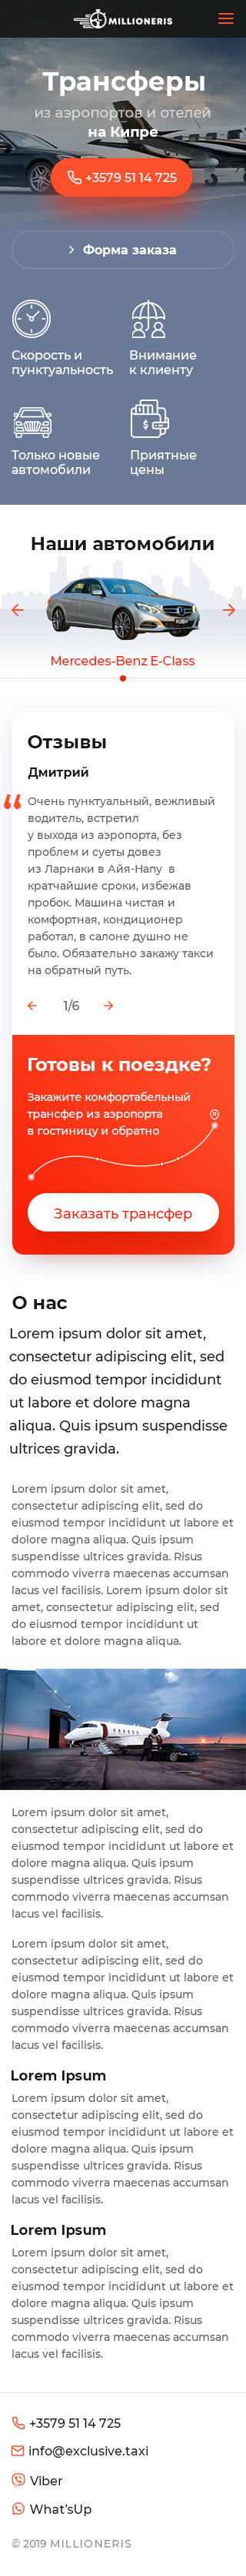 MILLIONERIS
Трансферы
из аэропортов и отелей
на Кипре
+3579 51 14 725
Форма заказа
Скорость и
пунктуальность
Внимание
к клиенту
Только новые
автомобили
Приятные
цены
Наши автомобили
Mercedes-Benz E-Class
Отзывы
Дмитрий
“
Очень пунктуальный, вежливый
водитель, встретил
у выхода из аэропорта, без
проблем и суеты довез
из Ларнаки в Айя-Напу в
кратчайшие сроки, избежав
пробок. Машина чистая и
комфортная, кондиционер
работал, в салоне душно не
было. Обязательно закажу такси
на обратный путь.
1/6
Готовы к поездке?
Закажите комфортабельный
трансфер из аэропорта
в гостиницу и обратно
Заказать трансфер
О нас
Lorem ipsum dolor sit amet,
consectetur adipiscing elit, sed
do eiusmod tempor incididunt
ut labore et dolore magna
aliqua. Quis ipsum suspendisse
ultrices gravida.
Lorem ipsum dolor sit amet,
consectetur adipiscing elit, sed do
eiusmod tempor incididunt ut labore et
dolore magna aliqua. Quis ipsum
suspendisse ultrices gravida. Risus
commodo viverra maecenas accumsan
lacus vel facilisis. Lorem ipsum dolor sit
amet, consectetur adipiscing elit, sed
do eiusmod tempor incididunt ut
labore et dolore magna aliqua.
Lorem ipsum dolor sit amet,
consectetur adipiscing elit, sed do
eiusmod tempor incididunt ut labore et
dolore magna aliqua. Quis ipsum
suspendisse ultrices gravida. Risus
commodo viverra maecenas accumsan
lacus vel facilisis.
Lorem ipsum dolor sit amet,
consectetur adipiscing elit, sed do
eiusmod tempor incididunt ut labore et
dolore magna aliqua. Quis ipsum
suspendisse ultrices gravida. Risus
commodo viverra maecenas accumsan
lacus vel facilisis.
Lorem Ipsum
Lorem ipsum dolor sit amet,
consectetur adipiscing elit, sed do
eiusmod tempor incididunt ut labore et
dolore magna aliqua. Quis ipsum
suspendisse ultrices gravida. Risus
commodo viverra maecenas accumsan
lacus vel facilisis.
Lorem Ipsum
Lorem ipsum dolor sit amet,
consectetur adipiscing elit, sed do
eiusmod tempor incididunt ut labore et
dolore magna aliqua. Quis ipsum
suspendisse ultrices gravida. Risus
commodo viverra maecenas accumsan
lacus vel facilisis.
+3579 51 14 725
info@exclusive.taxi
Viber
What’sUp
© 2019 MILLIONERIS